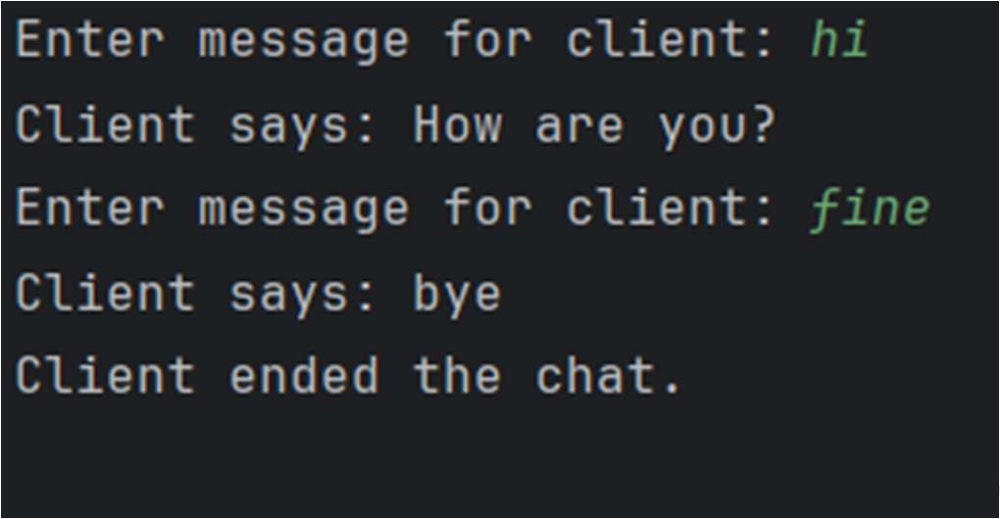 Enter message for client: hi
Client says: How are you?
Enter message for client: fine
Client says: bye
Client ended the chat.